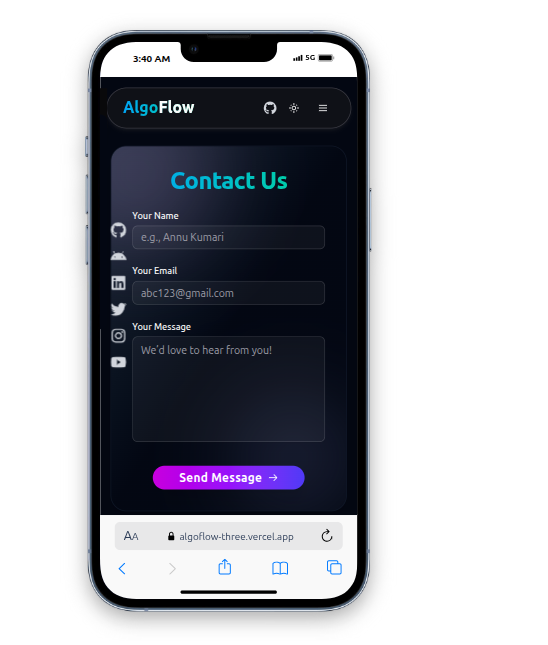 3:40 AM 5G
AlgoFlow
Contact Us
Your Name
e.g., Annu Kumari
Your Email
abc123@gmail.com
Your Message
We'd love to hear from you!
Send Message →
AA algoflow-three.vercel.app